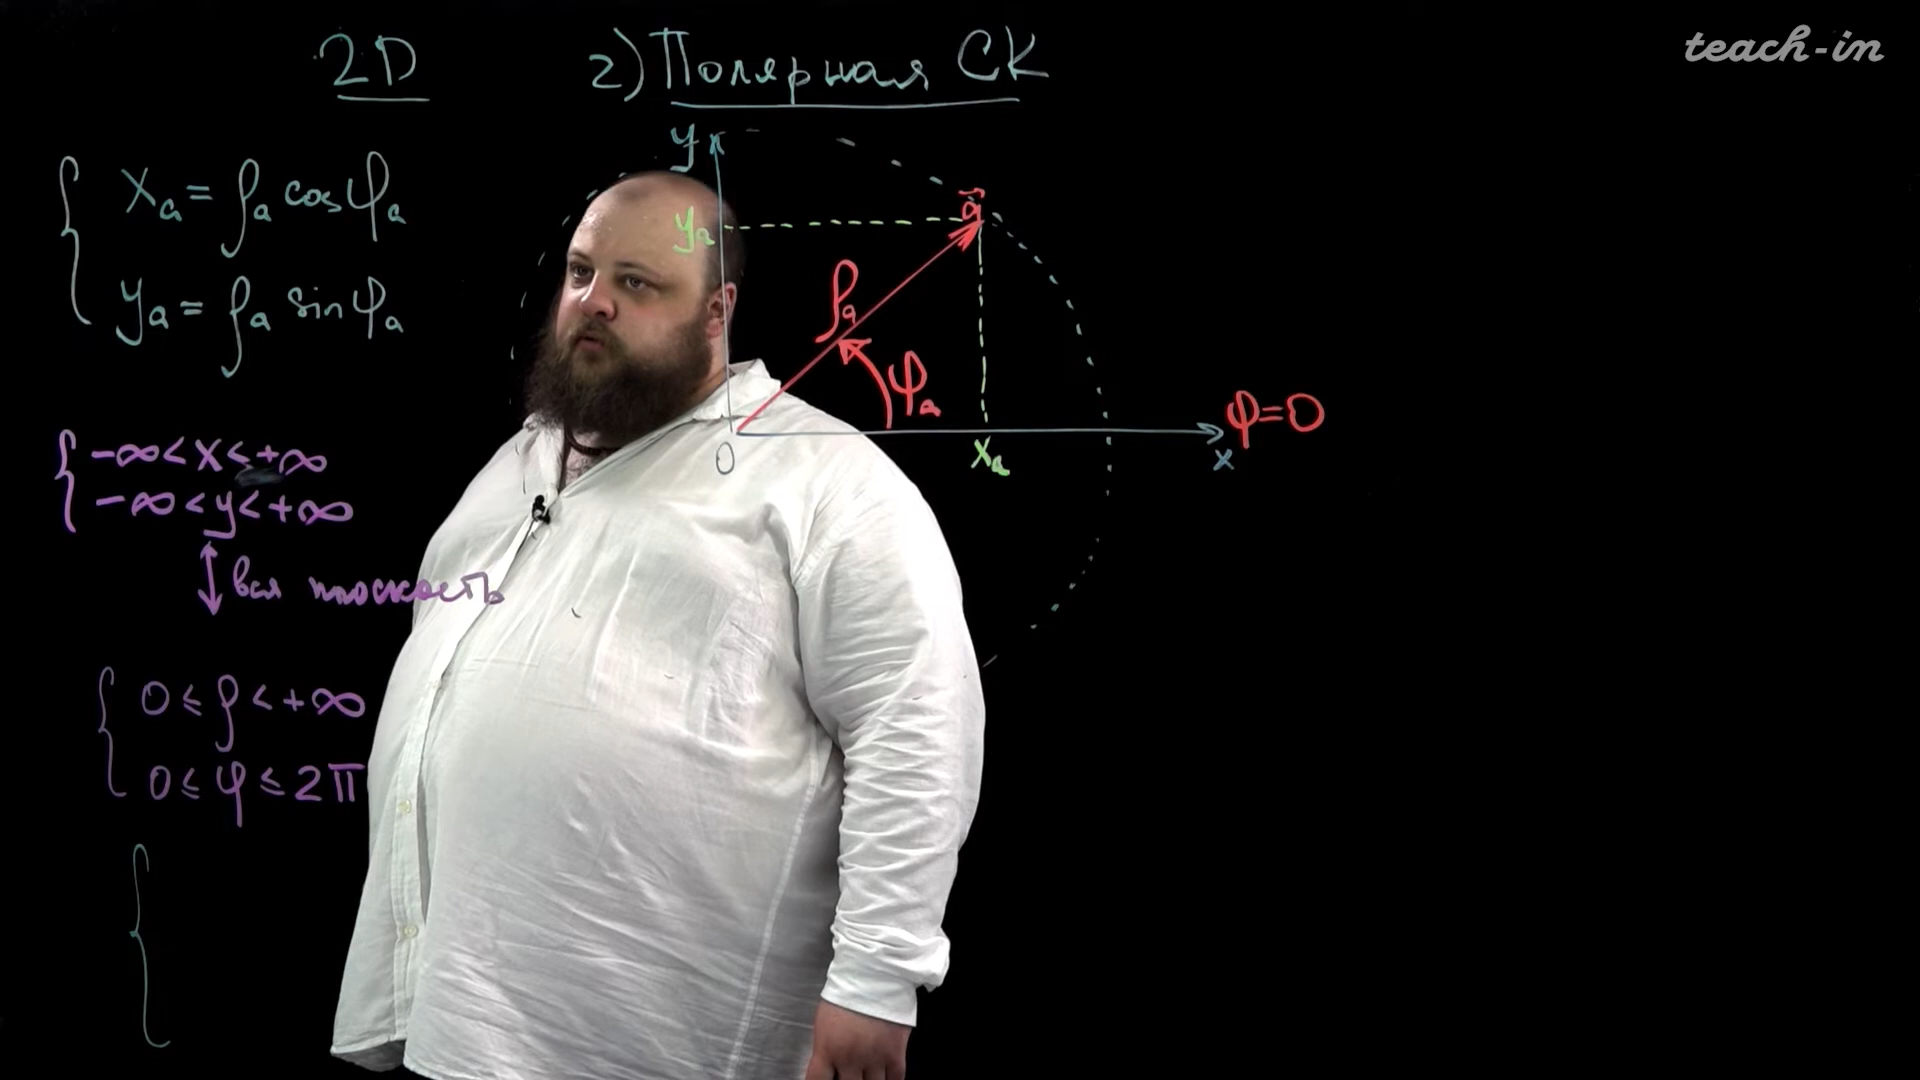 teach-in
2D
2) Полярная СК
xₐ = ρₐ cos φₐ
yₐ = ρₐ sin φₐ
-∞ < x < +∞
-∞ < y < +∞
↕ вся плоскость
0 ≤ ρ < +∞
0 ≤ φ ≤ 2π
y
yₐ
a⃗
ρₐ
φₐ
φ=0
0
xₐ
x